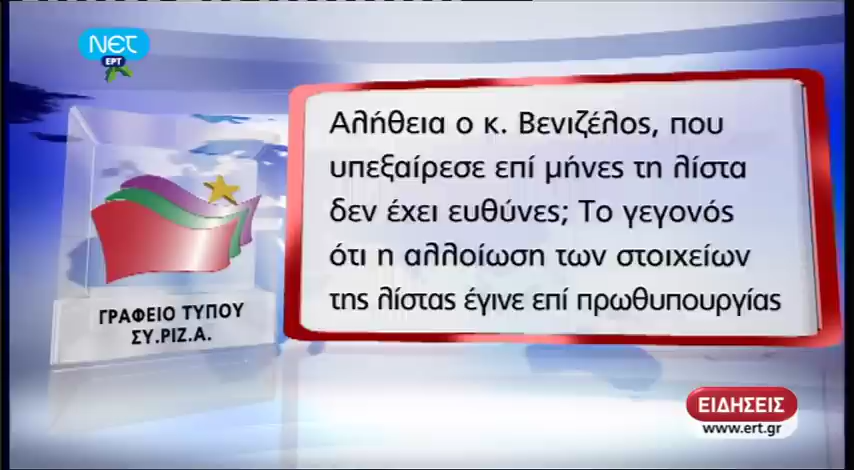 NET
ΕΡΤ
Αλήθεια ο κ. Βενιζέλος, που
υπεξαίρεσε επί μήνες τη λίστα
δεν έχει ευθύνες; Το γεγονός
ότι η αλλοίωση των στοιχείων
της λίστας έγινε επί πρωθυπουργίας
ΓΡΑΦΕΙΟ ΤΥΠΟΥ
ΣΥ.ΡΙΖ.Α.
ΕΙΔΗΣΕΙΣ
www.ert.gr